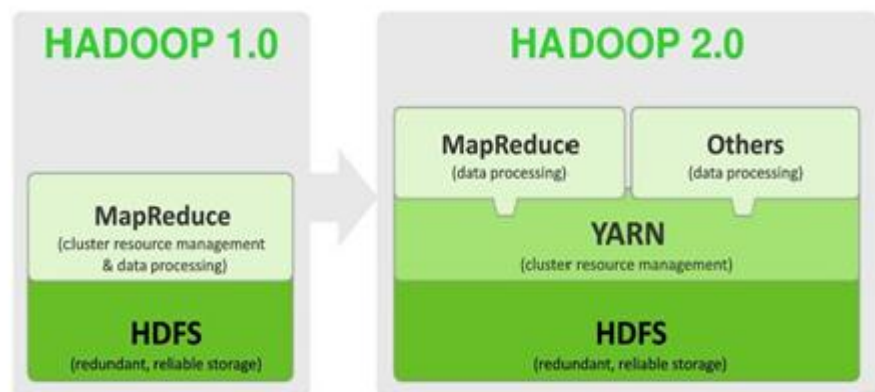 HADOOP 1.0
MapReduce
(cluster resource management
& data processing)
HDFS
(redundant, reliable storage)
HADOOP 2.0
MapReduce
(data processing)
Others
(data processing)
YARN
(cluster resource management)
HDFS
(redundant, reliable storage)